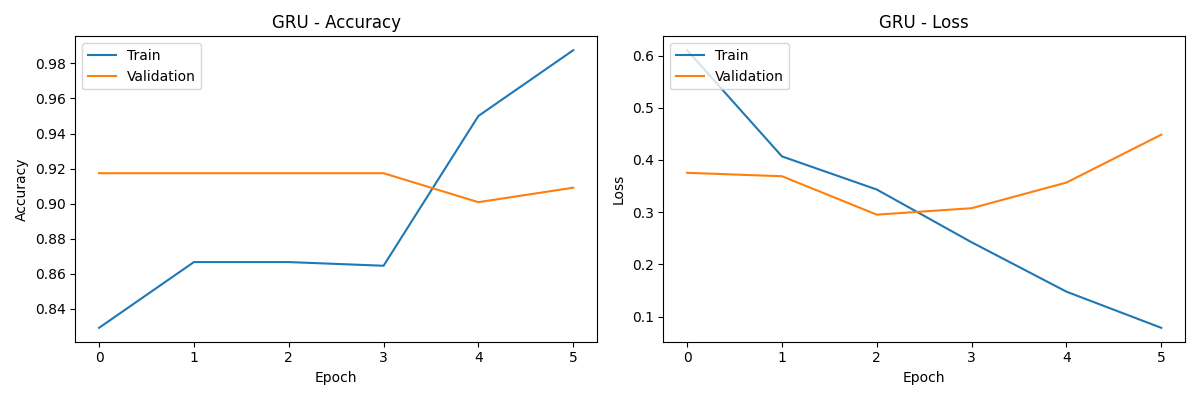 GRU - Accuracy
Train
Validation
0.98
0.96
0.94
0.92
0.90
0.88
0.86
0.84
Accuracy
0 1 2 3 4 5
Epoch
GRU - Loss
Train
Validation
0.6
0.5
0.4
0.3
0.2
0.1
Loss
0 1 2 3 4 5
Epoch